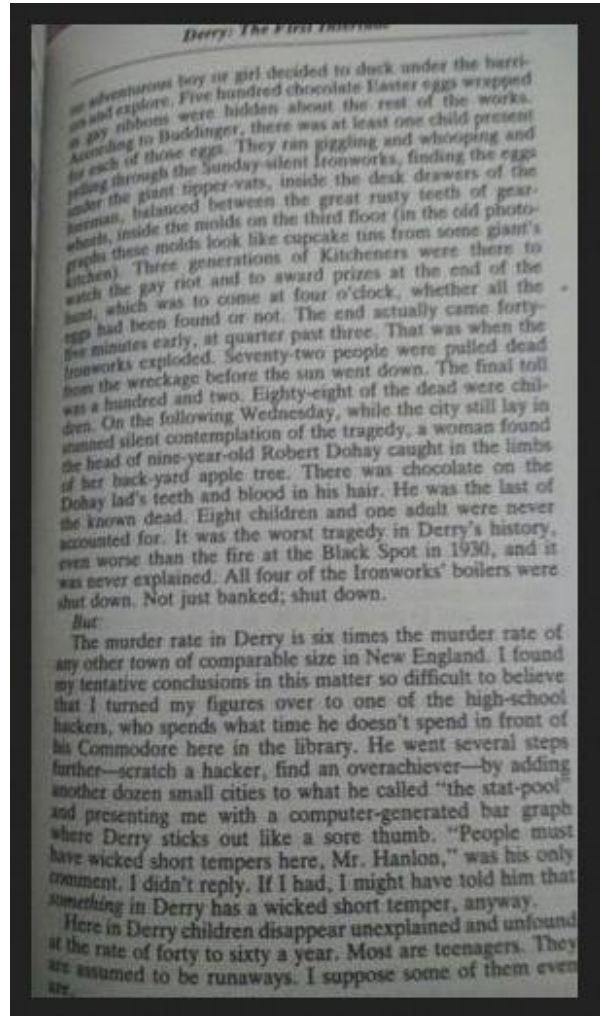 Derry: The First Interlude
adventurous boy or girl decided to duck under the barri-
and explore. Five hundred chocolate Easter eggs wrapped
gay ribbons were hidden about the rest of the works.
According to Buddinger, there was at least one child present
for each of those eggs. They ran giggling and whooping and
yelling through the Sunday-silent Ironworks, finding the eggs
under the giant tipper-vats, inside the desk drawers of the
foreman, balanced between the great rusty teeth of gear-
wheels, inside the molds on the third floor (in the old photo-
graphs these molds look like cupcake tins from some giant's
kitchen). Three generations of Kitcheners were there to
watch the gay riot and to award prizes at the end of the
hunt, which was to come at four o'clock, whether all the
eggs had been found or not. The end actually came forty-
five minutes early, at quarter past three. That was when the
Ironworks exploded. Seventy-two people were pulled dead
from the wreckage before the sun went down. The final toll
was a hundred and two. Eighty-eight of the dead were chil-
dren. On the following Wednesday, while the city still lay in
stunned silent contemplation of the tragedy, a woman found
the head of nine-year-old Robert Dohay caught in the limbs
of her back-yard apple tree. There was chocolate on the
Dohay lad's teeth and blood in his hair. He was the last of
the known dead. Eight children and one adult were never
accounted for. It was the worst tragedy in Derry's history,
even worse than the fire at the Black Spot in 1930, and it
was never explained. All four of the Ironworks' boilers were
shut down. Not just banked; shut down.
But:
The murder rate in Derry is six times the murder rate of
any other town of comparable size in New England. I found
my tentative conclusions in this matter so difficult to believe
that I turned my figures over to one of the high-school
hackers, who spends what time he doesn't spend in front of
his Commodore here in the library. He went several steps
further—scratch a hacker, find an overachiever—by adding
another dozen small cities to what he called "the stat-pool"
and presenting me with a computer-generated bar graph
where Derry sticks out like a sore thumb. "People must
have wicked short tempers here, Mr. Hanlon," was his only
comment. I didn't reply. If I had, I might have told him that
something in Derry has a wicked short temper, anyway.
Here in Derry children disappear unexplained and unfound
at the rate of forty to sixty a year. Most are teenagers. They
are assumed to be runaways. I suppose some of them even
are.